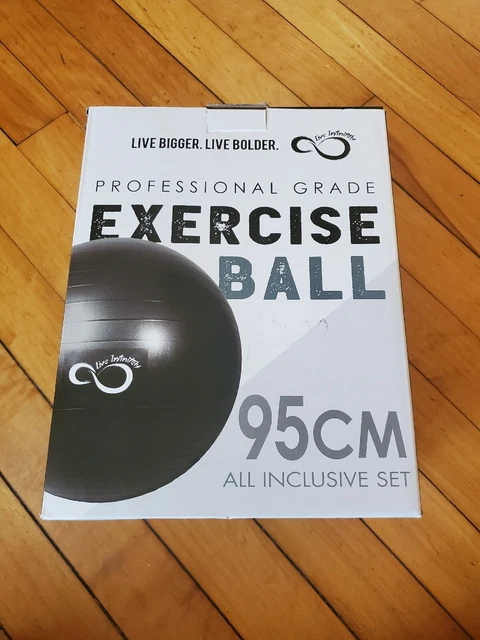 LIVE BIGGER. LIVE BOLDER.
Live Infinitely
PROFESSIONAL GRADE
EXERCISE
BALL
Live Infinitely
95CM
ALL INCLUSIVE SET